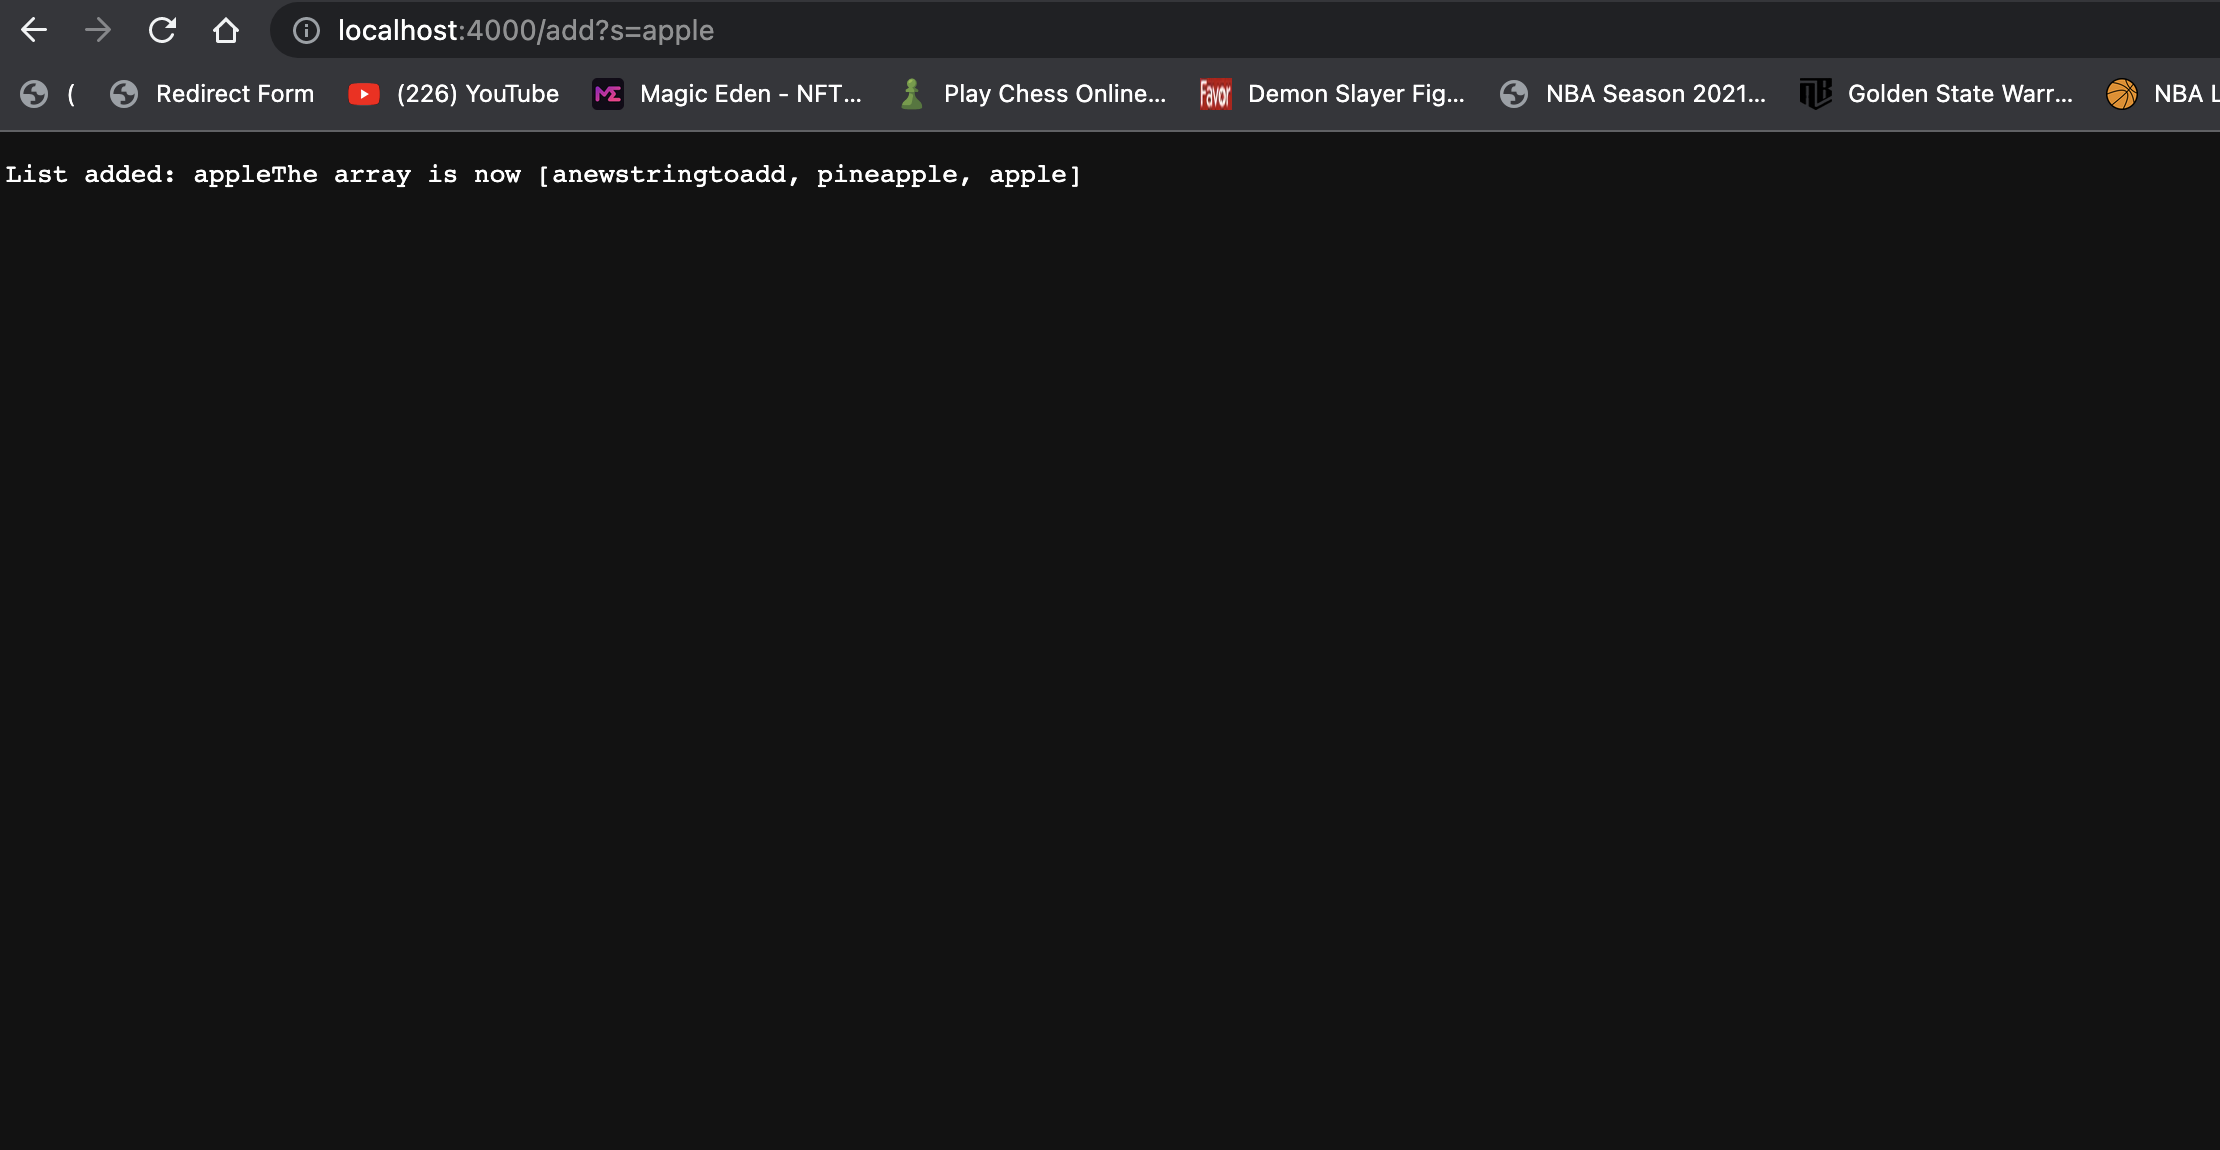 localhost:4000/add?s=apple
( Redirect Form (226) YouTube Magic Eden - NFT... Play Chess Online... Favor Demon Slayer Fig... NBA Season 2021... Golden State Warr... NBA L
List added: appleThe array is now [anewstringtoadd, pineapple, apple]